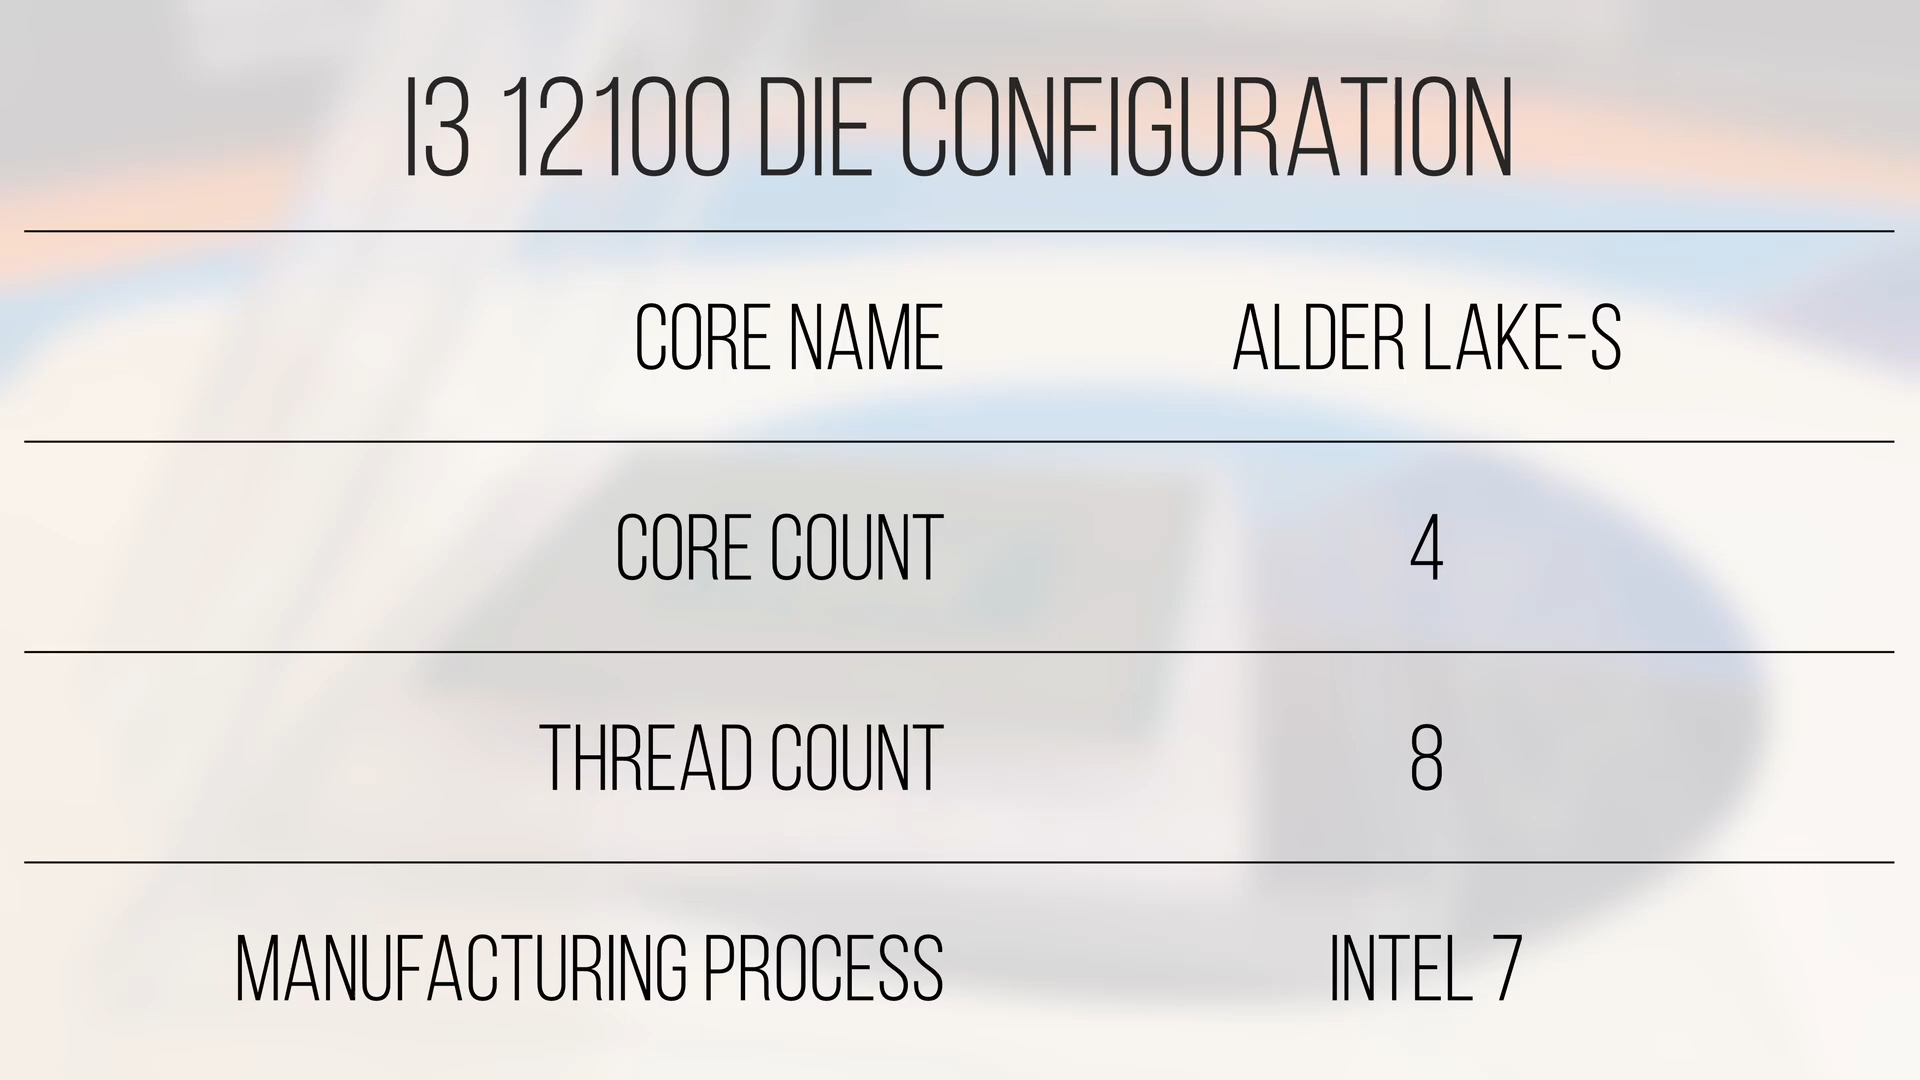 I3 12100 DIE CONFIGURATION
CORE NAME ALDER LAKE-S
CORE COUNT 4
THREAD COUNT 8
MANUFACTURING PROCESS INTEL 7